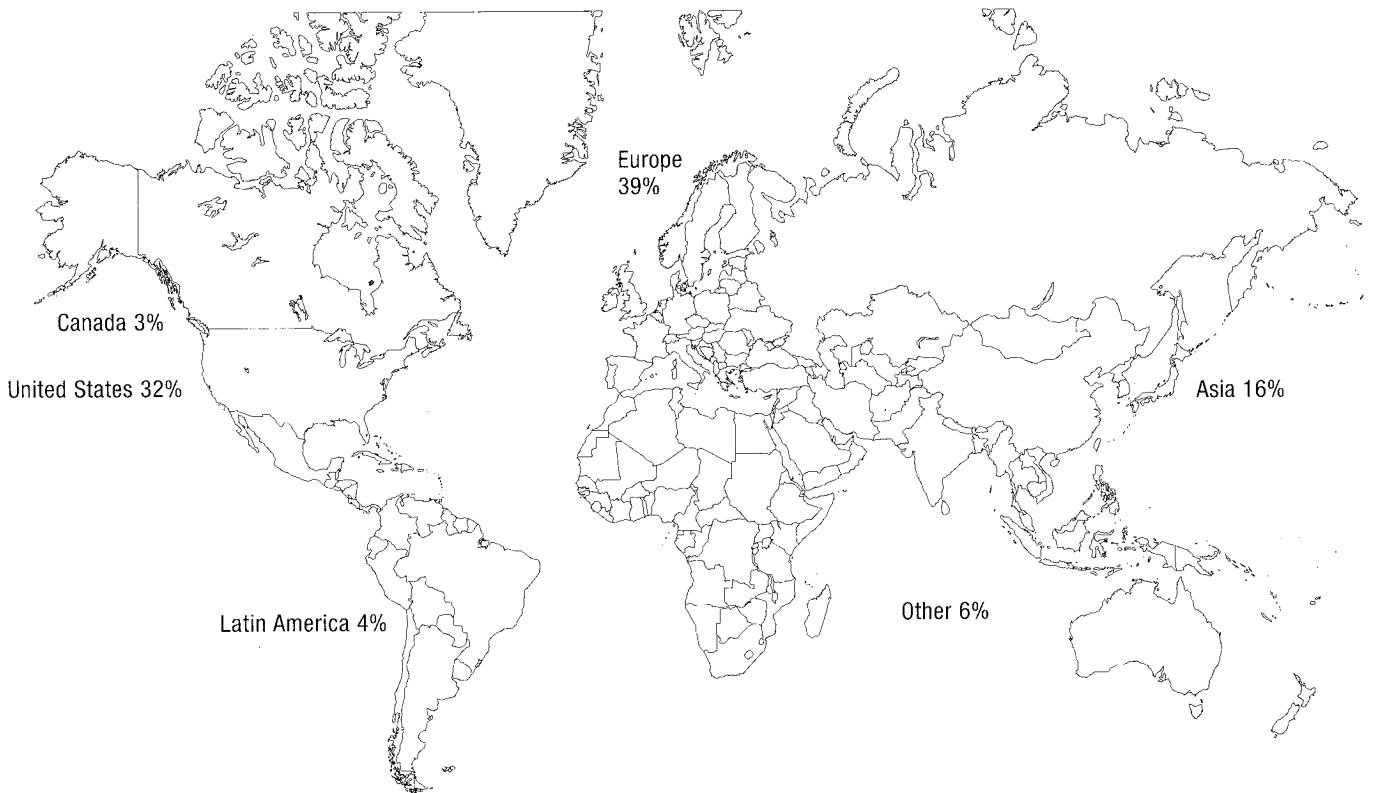 Europe
39%
Canada 3%
United States 32%
Asia 16%
Latin America 4%
Other 6%